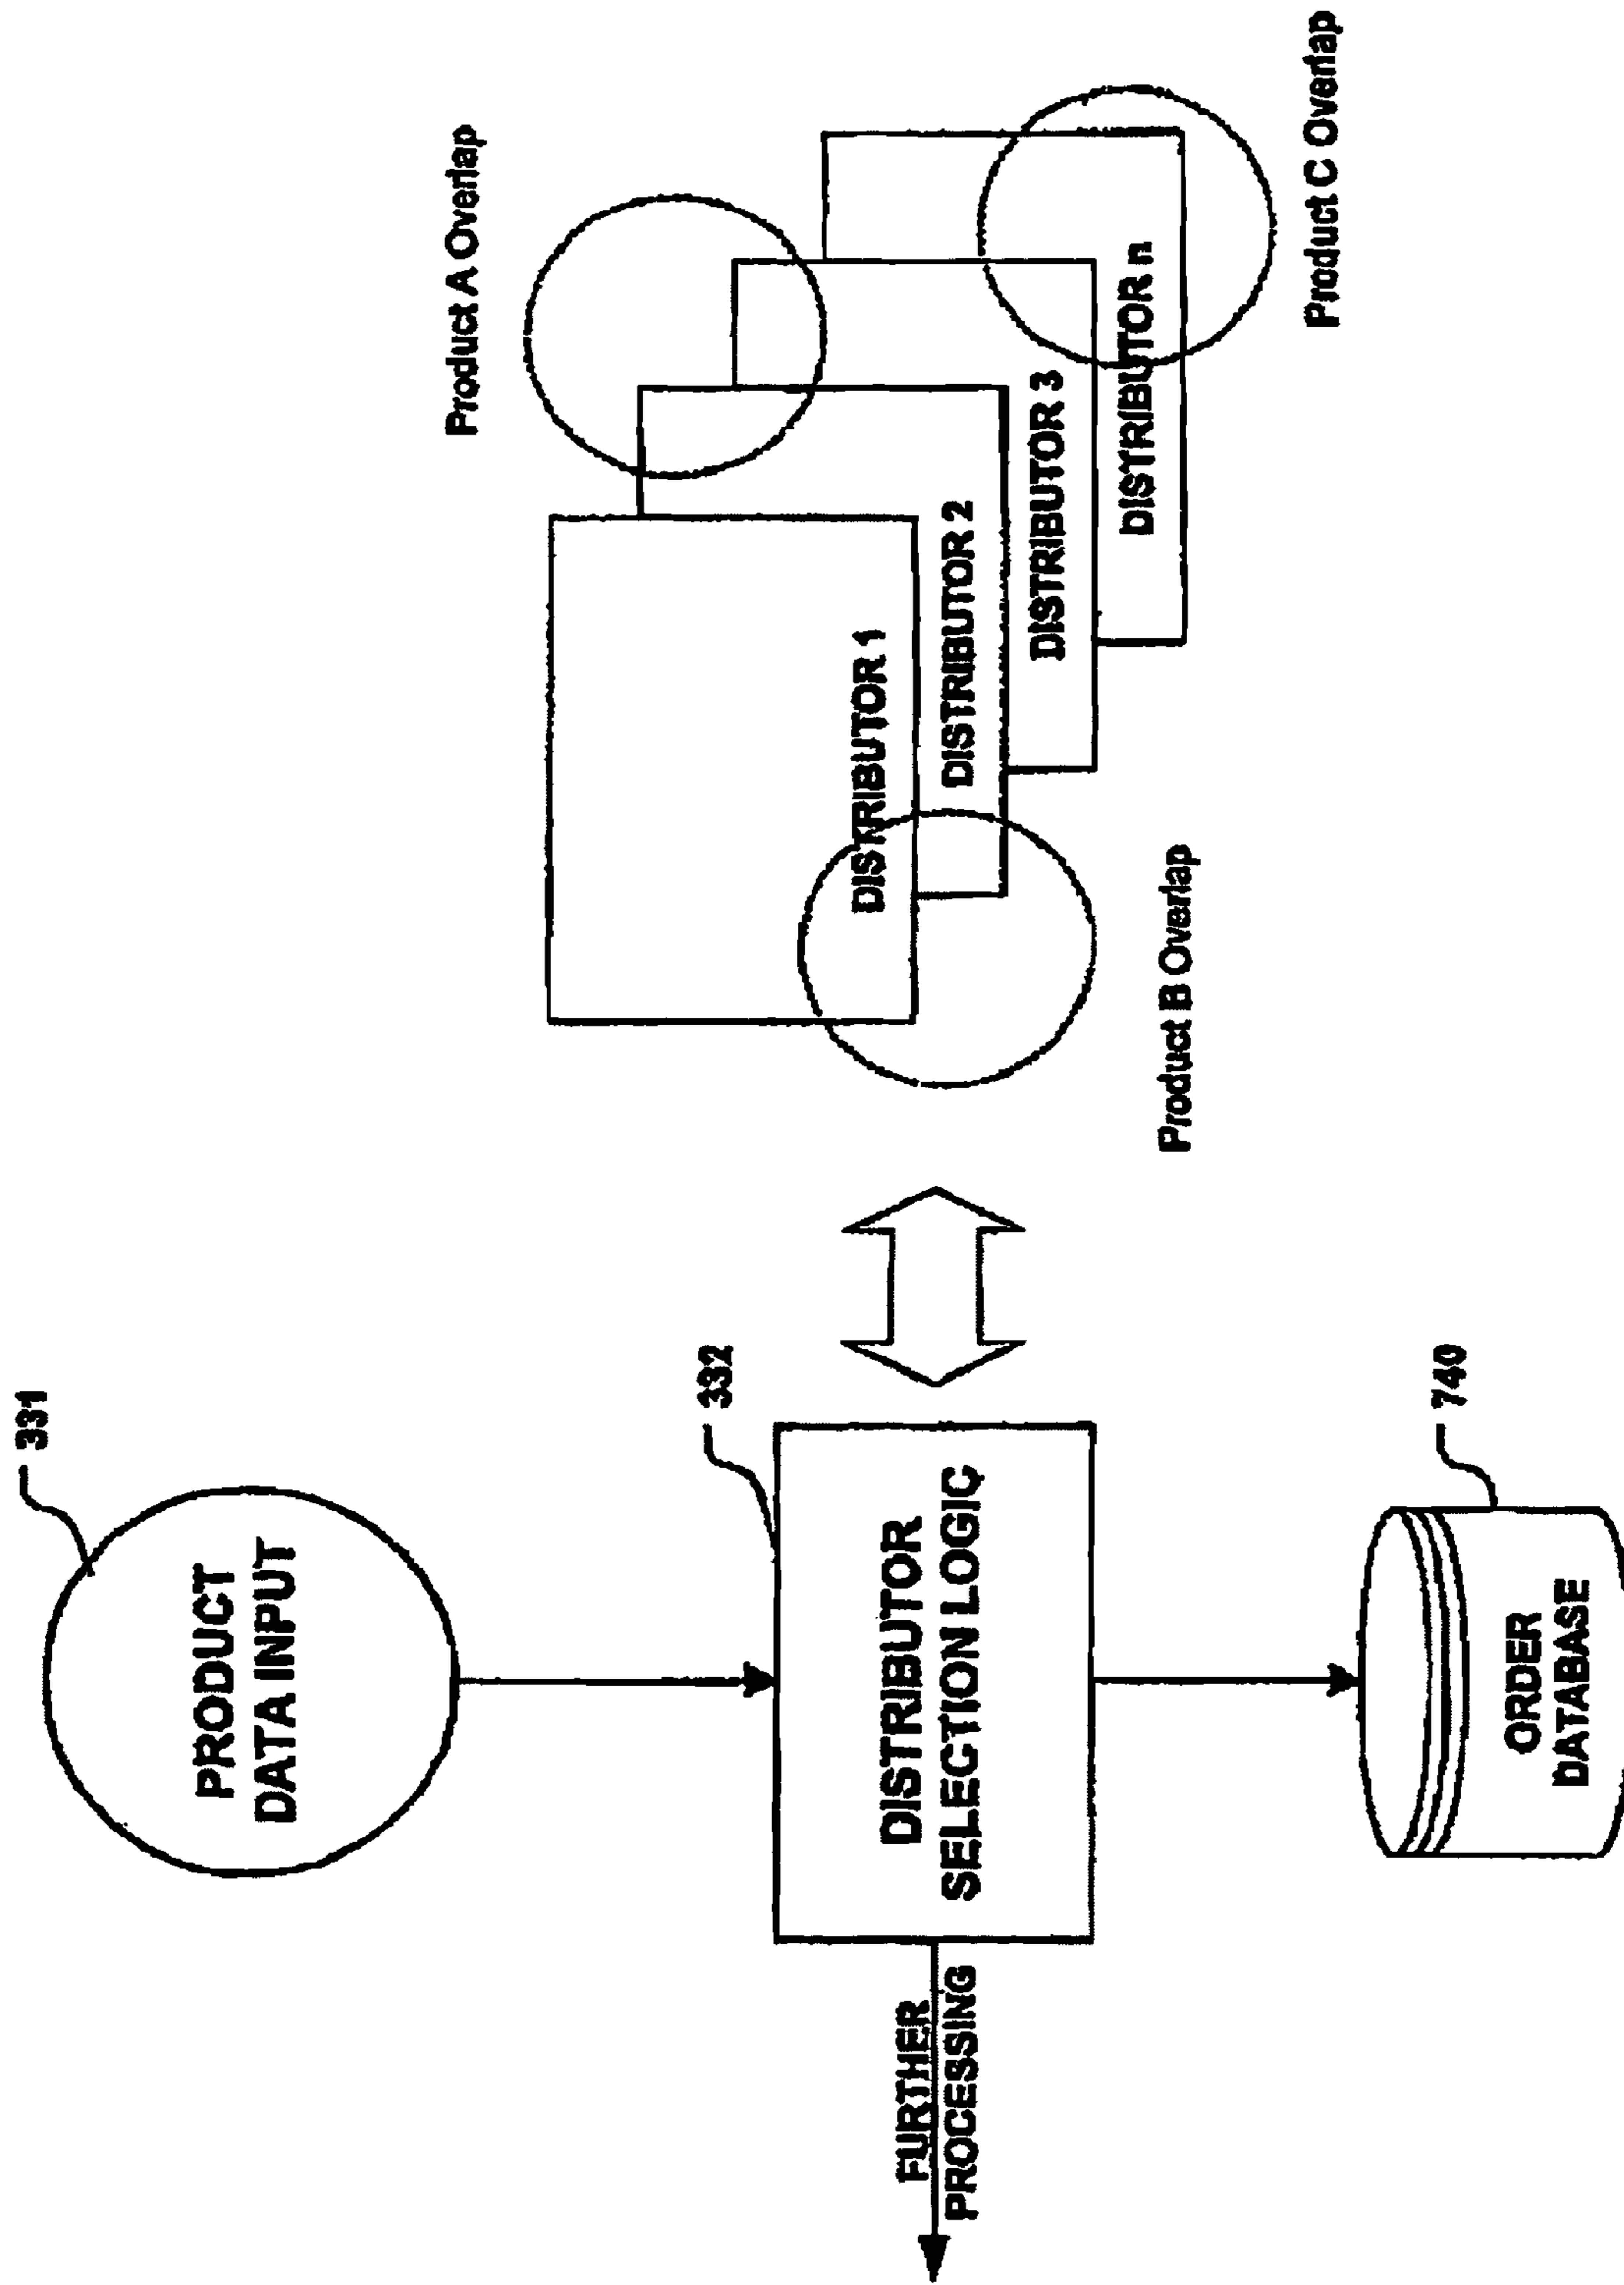 331
PRODUCT
DATA INPUT
Product A Overlap
332
DISTRIBUTOR
SELECTION LOGIC
FURTHER
PROCESSING
DISTRIBUTOR 1
DISTRIBUTOR 2
DISTRIBUTOR 3
DISTRIBUTOR n
Product B Overlap
Product C Overlap
740
ORDER
DATABASE